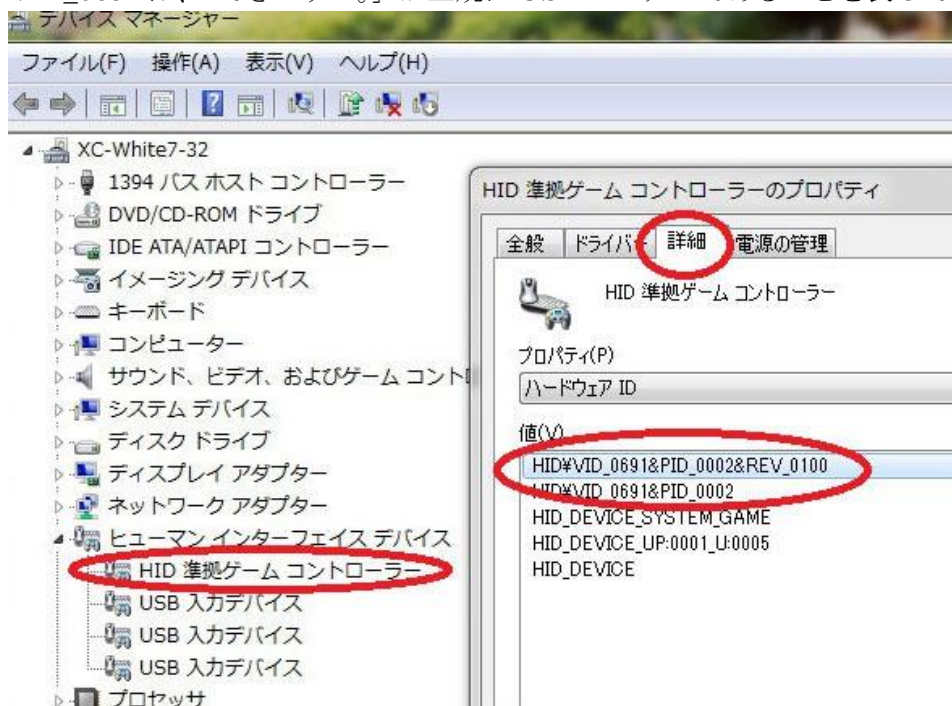 デバイス マネージャー
ファイル(F) 操作(A) 表示(V) ヘルプ(H)
XC-White7-32
1394 バス ホスト コントローラー
DVD/CD-ROM ドライブ
IDE ATA/ATAPI コントローラー
イメージング デバイス
キーボード
コンピューター
サウンド、ビデオ、およびゲーム コント
システム デバイス
ディスク ドライブ
ディスプレイ アダプター
ネットワーク アダプター
ヒューマン インターフェイス デバイス
HID 準拠ゲーム コントローラー
USB 入力デバイス
USB 入力デバイス
USB 入力デバイス
プロセッサ
HID 準拠ゲーム コントローラーのプロパティ
全般 ドライバー 詳細 電源の管理
HID 準拠ゲーム コントローラー
プロパティ(P)
ハードウェア ID
値(V)
HID¥VID_0691&PID_0002&REV_0100
HID¥VID_0691&PID_0002
HID_DEVICE_SYSTEM_GAME
HID_DEVICE_UP:0001_U:0005
HID_DEVICE